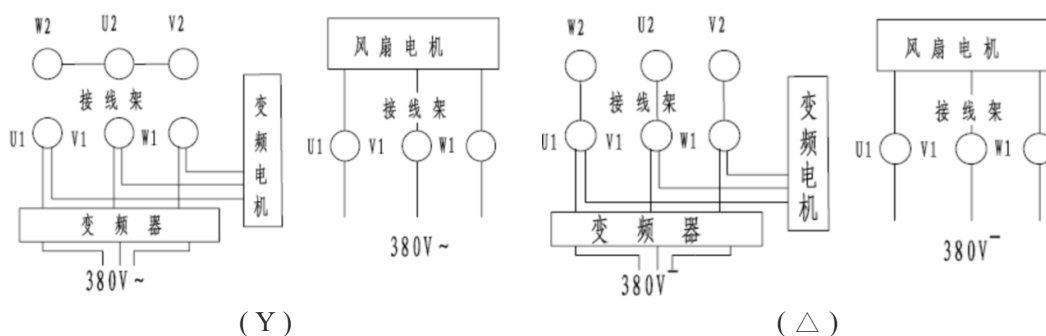 W2 U2 V2
接线架
U1 V1 W1
变频电机
变频器
380V~
风扇电机
接线架
U1 V1 W1
380V~
(Y)
W2 U2 V2
接线架
U1 V1 W1
变频电机
变频器
380V-
风扇电机
接线架
U1 V1 W1
380V-
(△)